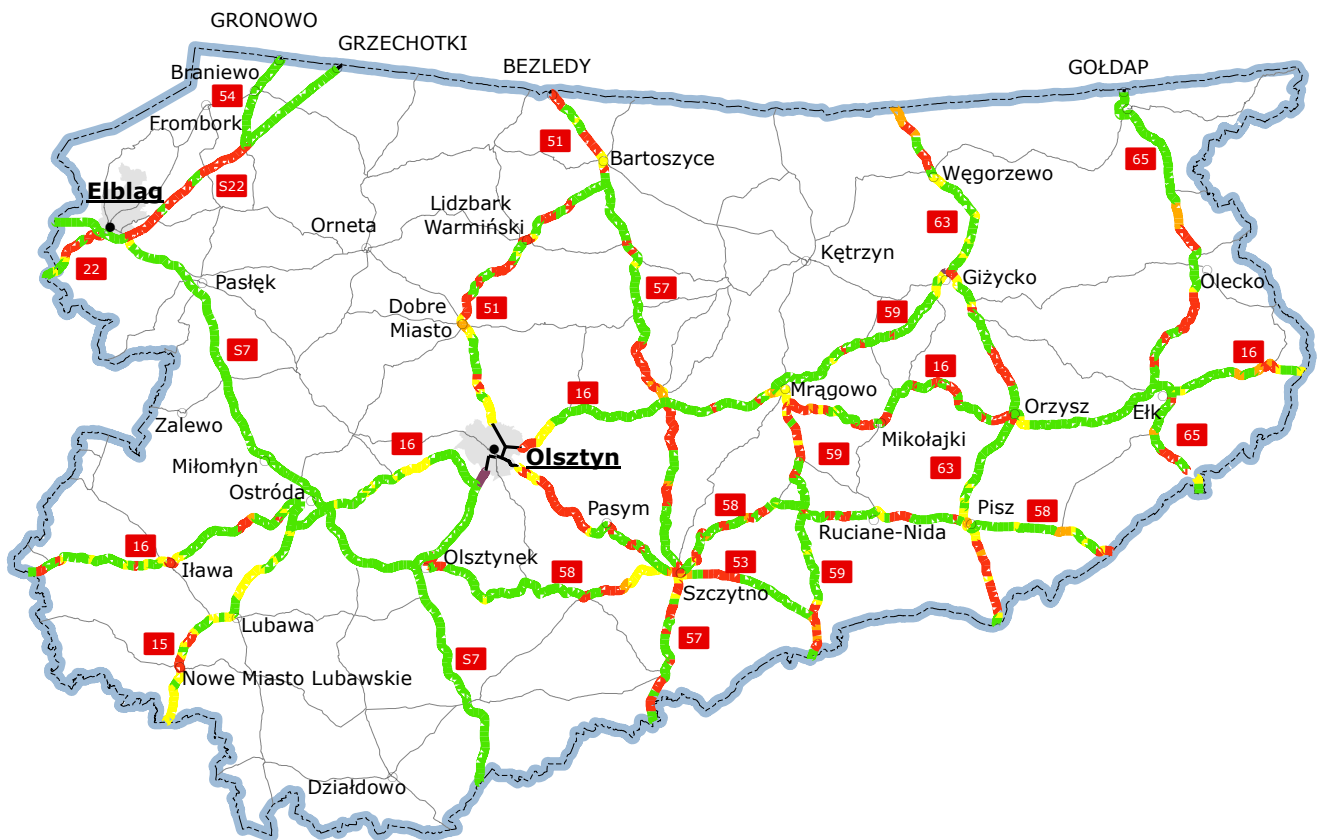 GRONOWO
GRZECHOTKI
BEZLEDY
GOŁDAP
Braniewo
54
Frombork
51
Bartoszyce
65
Węgorzewo
S22
Elbląg
Lidzbark
Warmiński
Orneta
63
Kętrzyn
22
Pasłęk
57
Giżycko
Olecko
Dobre
Miasto
51
59
S7
16
16
16
Mrągowo
Orzysz
Ełk
Zalewo
Mikołajki
65
16
Olsztyn
59
63
Miłomłyn
Ostróda
Pasym
58
Ruciane-Nida
Pisz
58
16
Iława
Olsztynek
58
53
59
Szczytno
Lubawa
15
57
S7
Nowe Miasto Lubawskie
Działdowo